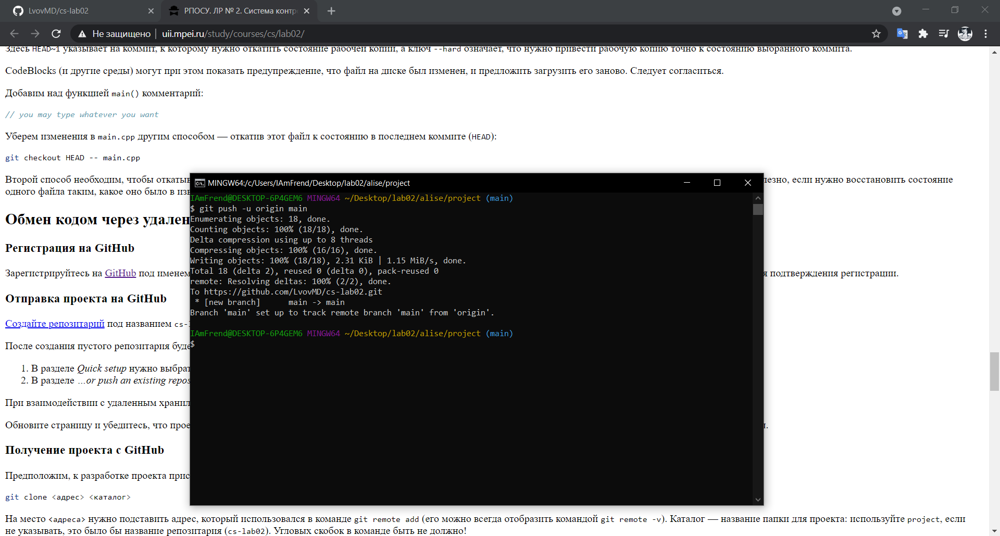 LvovMD/cs-lab02
РПОСУ. ЛР № 2. Система контр
Не защищено uii.mpei.ru/study/courses/cs/lab02/
Здесь HEAD~1 указывает на коммит, к которому нужно откатить состояние рабочей копии, а ключ --hard означает, что нужно привести рабочую копию точно к состоянию выбранного коммита.
CodeBlocks (и другие среды) могут при этом показать предупреждение, что файл на диске был изменен, и предложить загрузить его заново. Следует согласиться.
Добавим над функцией main() комментарий:
// you may type whatever you want
Уберем изменения в main.cpp другим способом — откатив этот файл к состоянию в последнем коммите (HEAD):
git checkout HEAD -- main.cpp
Второй способ необходим, чтобы откатыв
лезно, если нужно восстановить состояние
одного файла таким, какое оно было в изв
Обмен кодом через удален
Регистрация на GitHub
Зарегистрируйтесь на GitHub под именем
я подтверждения регистрации.
Отправка проекта на GitHub
Создайте репозитарий под названием cs-l
После создания пустого репозитария буде
1. В разделе Quick setup нужно выбрат
2. В разделе …or push an existing repos
При взаимодействии с удаленным хранил
Обновите страницу и убедитесь, что прое
Получение проекта с GitHub
Предположим, к разработке проекта прис
git clone <адрес> <каталог>
На место <адреса> нужно подставить адрес, который использовался в команде git remote add (его можно всегда отобразить командой git remote -v). Каталог — название папки для проекта: используйте project, если
не указывать, это было бы название репозитария (cs-lab02). Угловых скобок в команде быть не должно!
MINGW64:/c/Users/IAmFrend/Desktop/lab02/alise/project
IAmFrend@DESKTOP-6P4GEM6 MINGW64 ~/Desktop/lab02/alise/project (main)
$ git push -u origin main
Enumerating objects: 18, done.
Counting objects: 100% (18/18), done.
Delta compression using up to 8 threads
Compressing objects: 100% (16/16), done.
Writing objects: 100% (18/18), 2.31 KiB | 1.15 MiB/s, done.
Total 18 (delta 2), reused 0 (delta 0), pack-reused 0
remote: Resolving deltas: 100% (2/2), done.
To https://github.com/LvovMD/cs-lab02.git
 * [new branch]      main -> main
Branch 'main' set up to track remote branch 'main' from 'origin'.
IAmFrend@DESKTOP-6P4GEM6 MINGW64 ~/Desktop/lab02/alise/project (main)
$